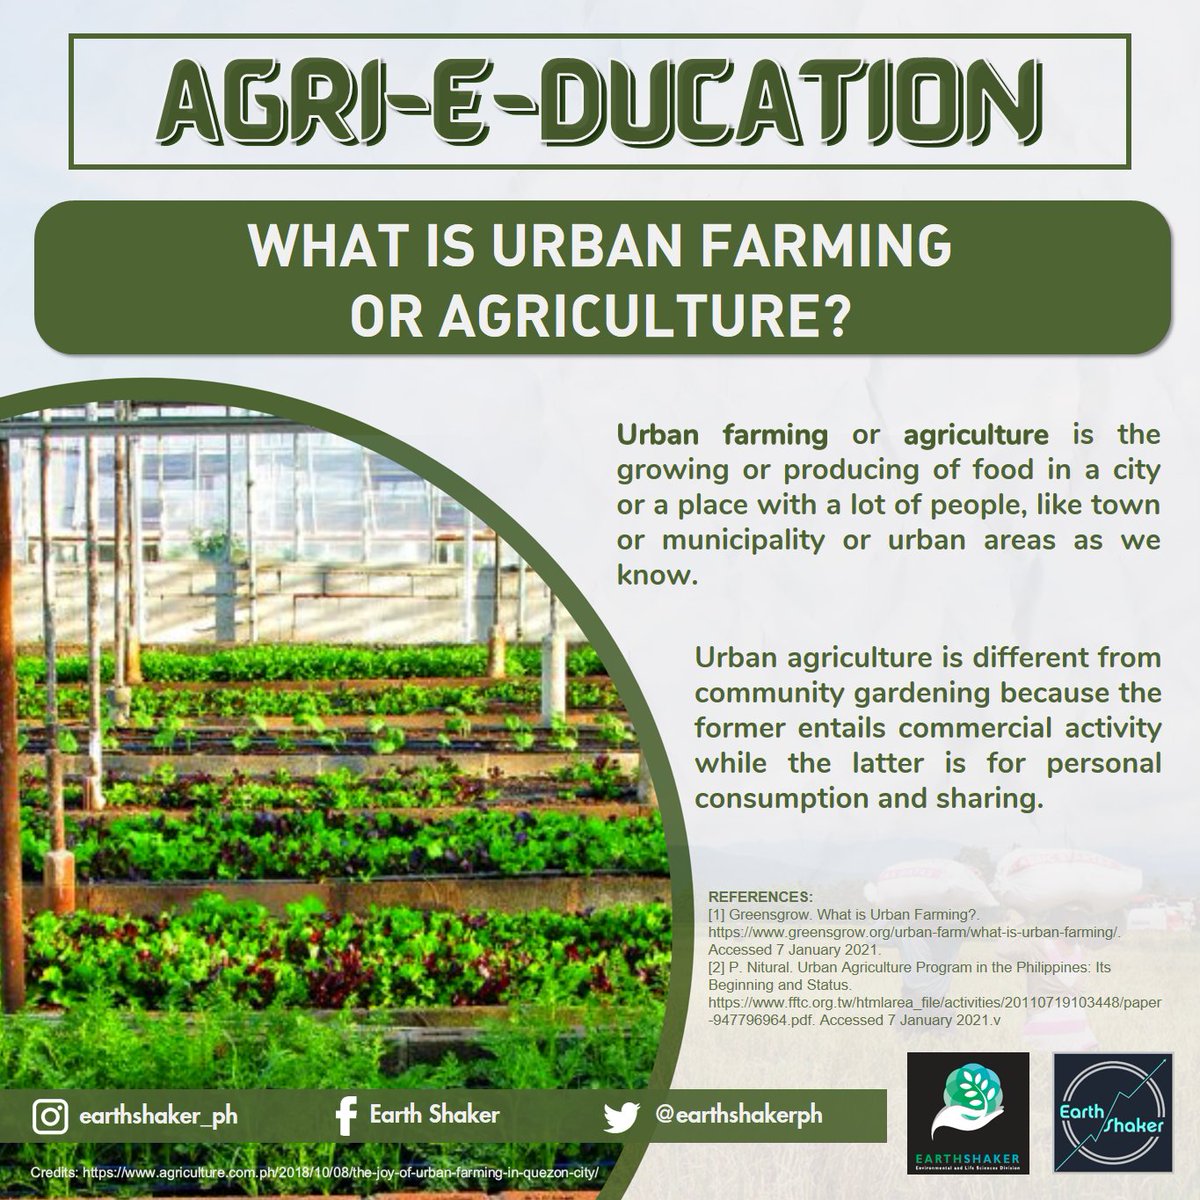 AGRI-E-DUCATION
WHAT IS URBAN FARMING
OR AGRICULTURE?
Urban farming or agriculture is the
growing or producing of food in a city
or a place with a lot of people, like town
or municipality or urban areas as we
know.
Urban agriculture is different from
community gardening because the
former entails commercial activity
while the latter is for personal
consumption and sharing.
REFERENCES:
[1] Greensgrow. What is Urban Farming?.
https://www.greensgrow.org/urban-farm/what-is-urban-farming/.
Accessed 7 January 2021.
[2] P. Nitural. Urban Agriculture Program in the Philippines: Its
Beginning and Status.
https://www.fftc.org.tw/htmlarea_file/activities/20110719103448/paper
-947796964.pdf. Accessed 7 January 2021.v
earthshaker_ph
Earth Shaker
@earthshakerph
EARTHSHAKER
Environmental and Life Sciences Division
Earth
Shaker
Credits: https://www.agriculture.com.ph/2018/10/08/the-joy-of-urban-farming-in-quezon-city/